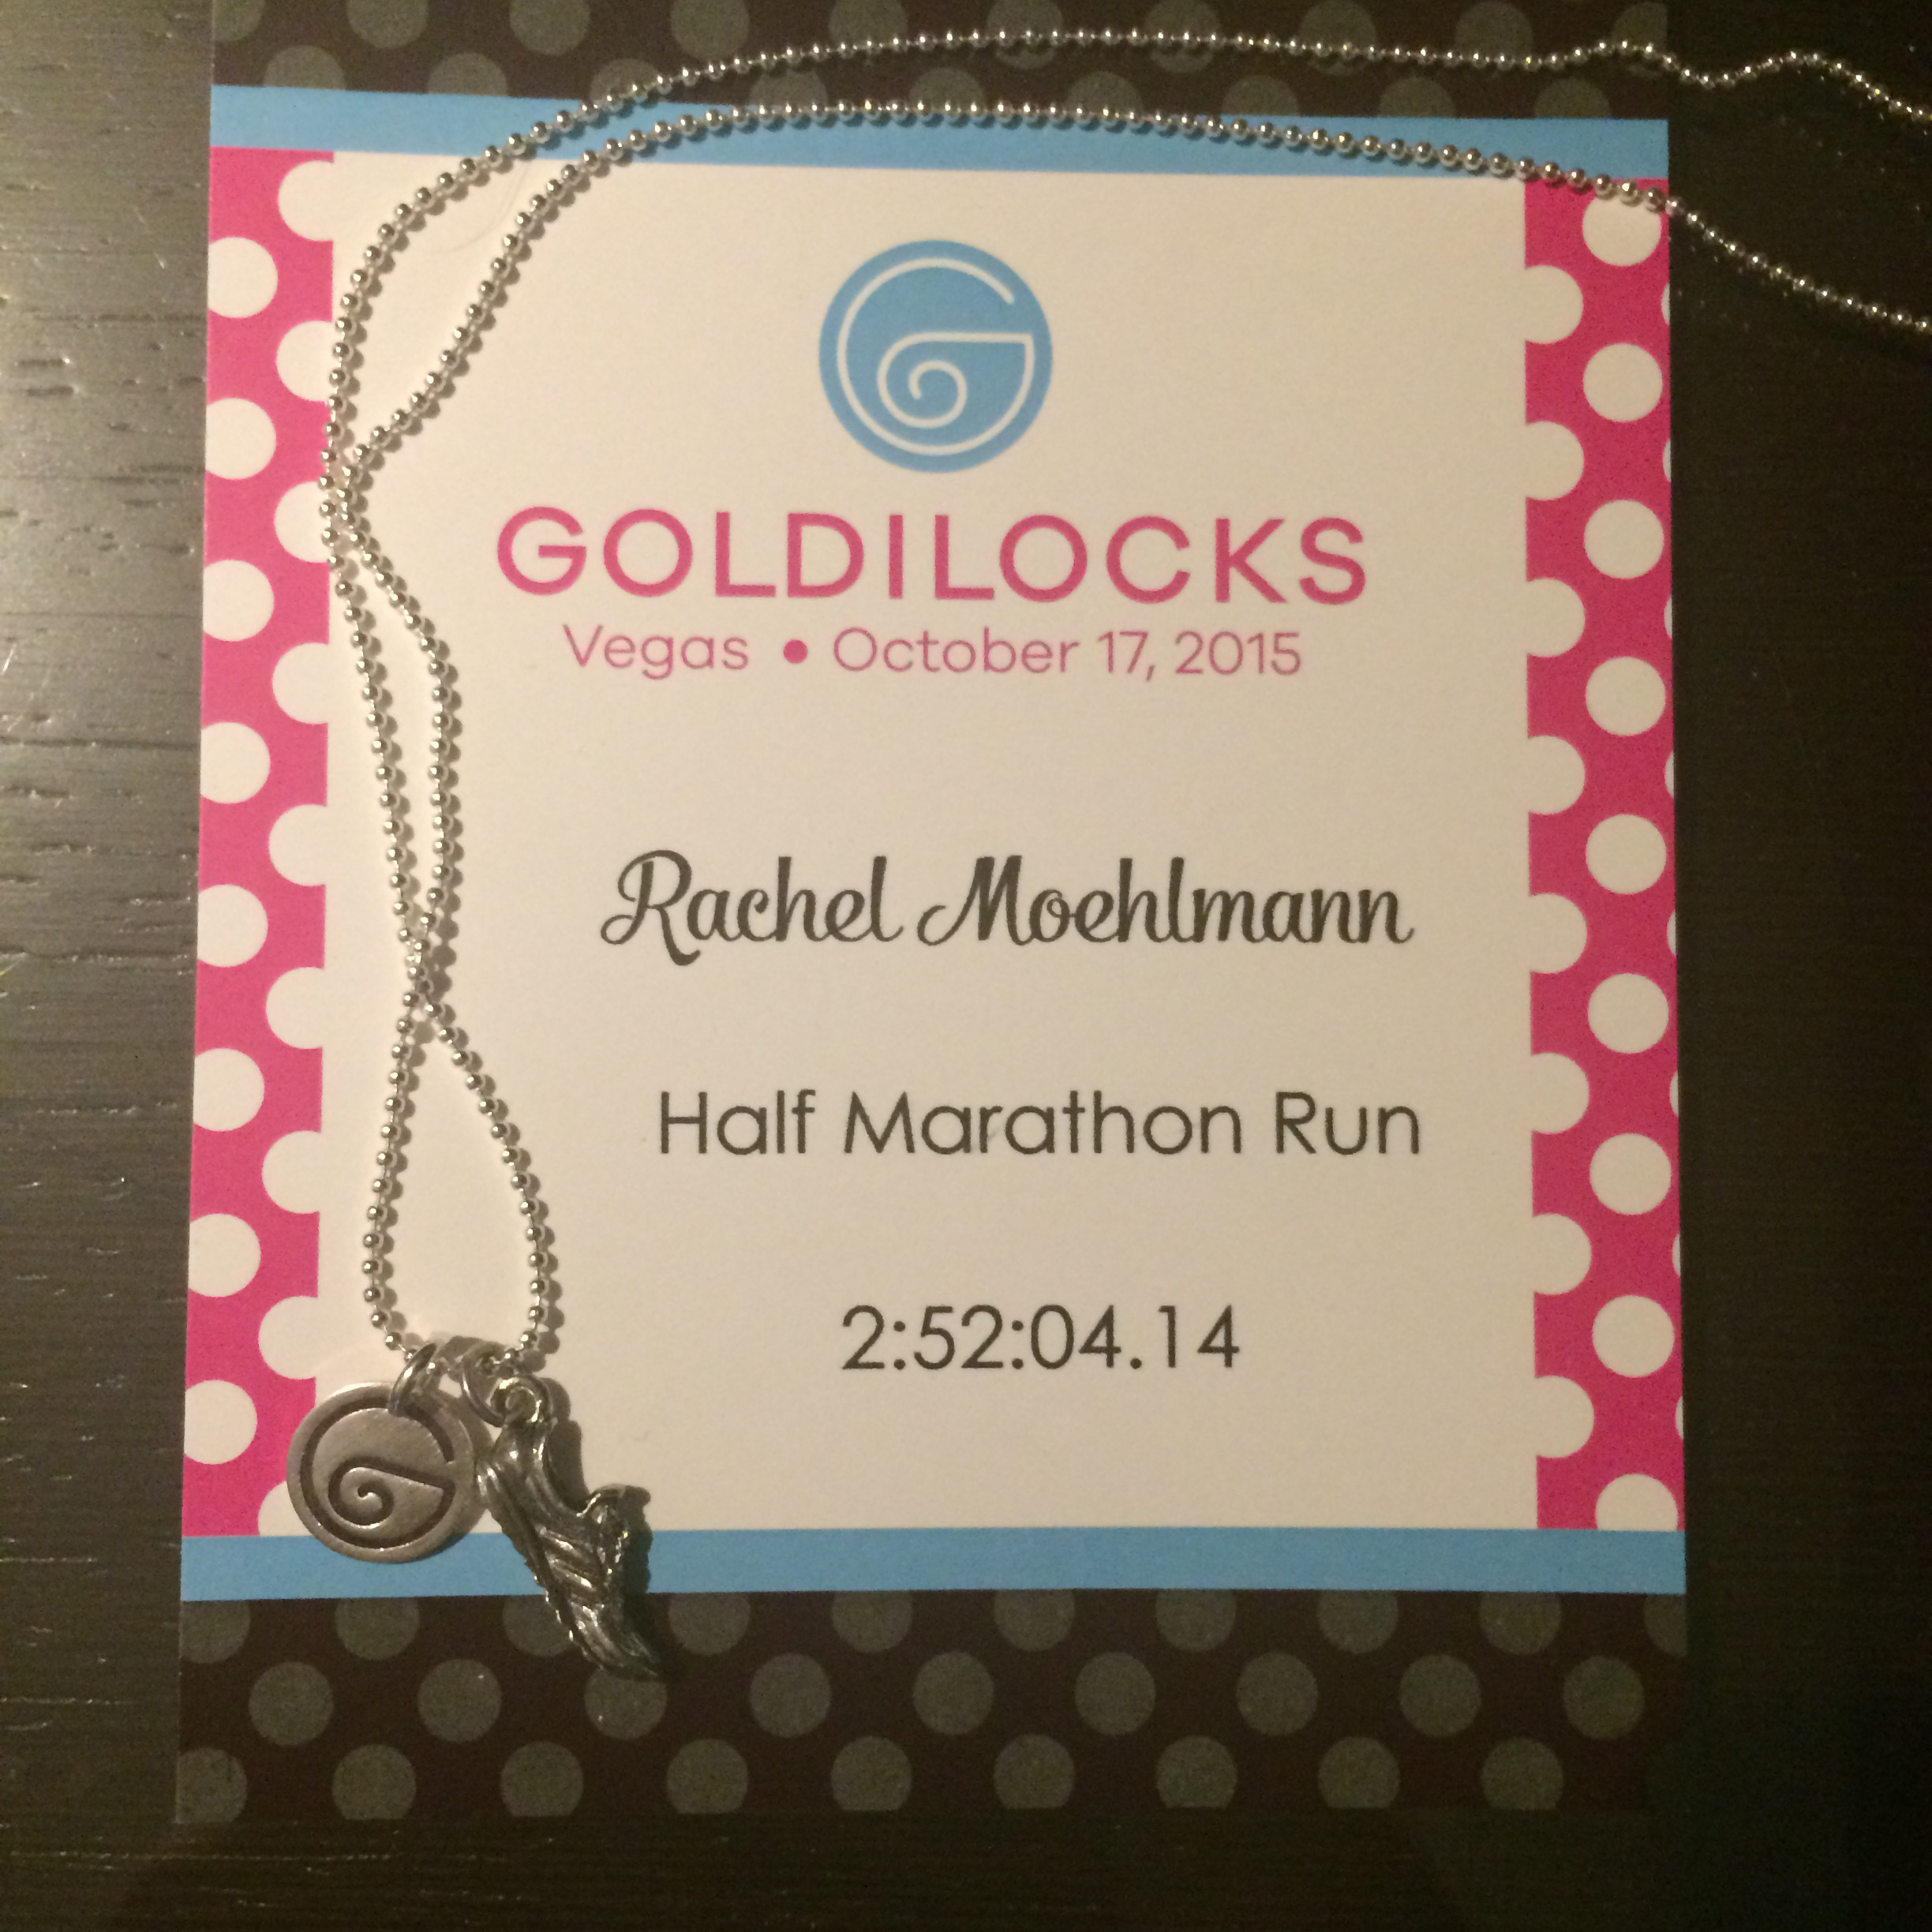 GOLDILOCKS
Vegas • October 17, 2015
Rachel Moehlmann
Half Marathon Run
2:52:04.14